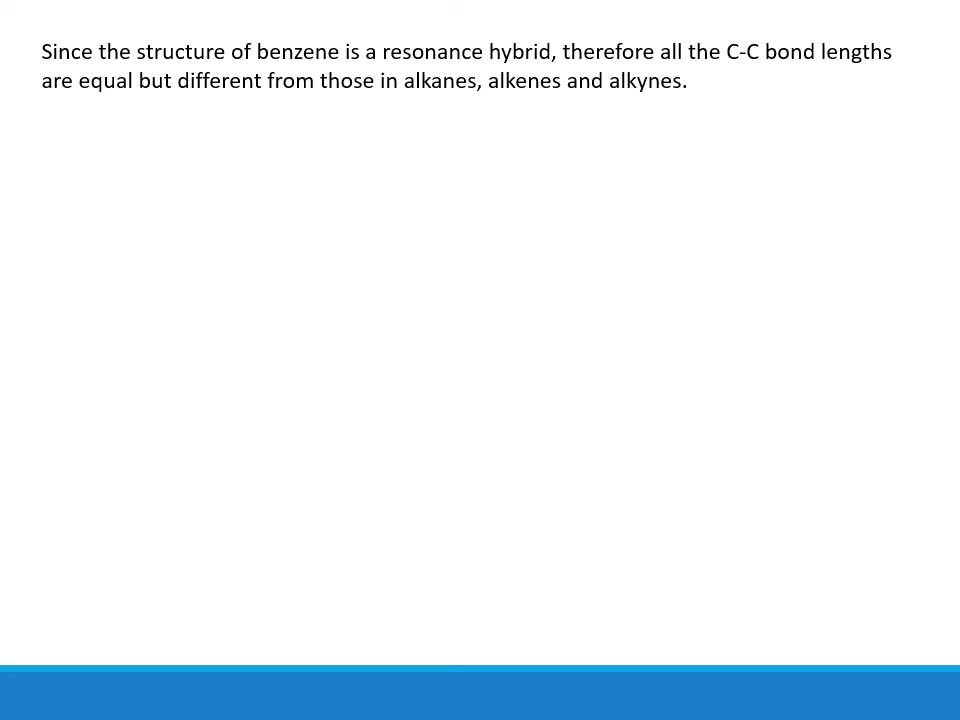 Since the structure of benzene is a resonance hybrid, therefore all the C-C bond lengths
are equal but different from those in alkanes, alkenes and alkynes.